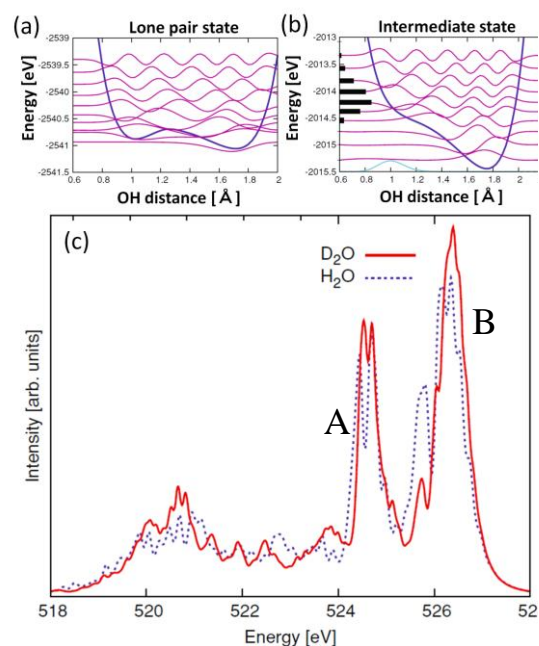 (a) Lone pair state
Energy [eV]
-2539
-2539.5
-2540
-2540.5
-2541
-2541.5
0.6 0.8 1 1.2 1.4 1.6 1.8 2
OH distance [Å]
(b) Intermediate state
Energy [eV]
-2013
-2013.5
-2014
-2014.5
-2015
-2015.5
0.6 0.8 1 1.2 1.4 1.6 1.8 2
OH distance [Å]
(c)
D₂O
H₂O
A
B
Intensity [arb. units]
518 520 522 524 526 52
Energy [eV]